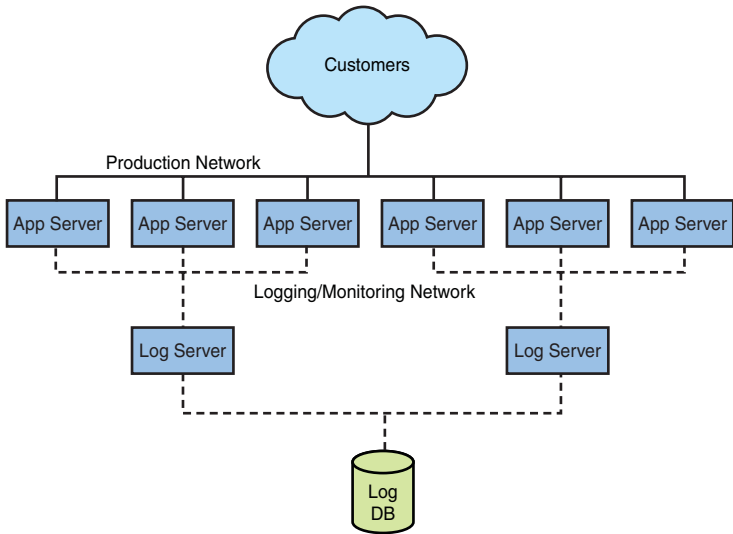 Customers
Production Network
App Server
App Server
App Server
App Server
App Server
App Server
Logging/Monitoring Network
Log Server
Log Server
Log
DB